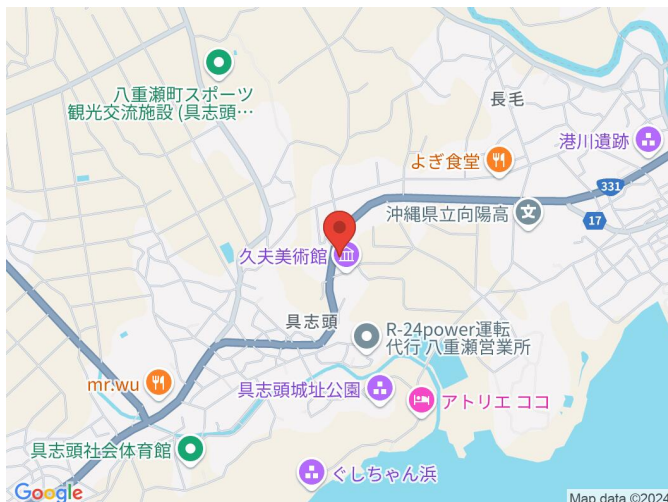 八重瀬町スポーツ
観光交流施設 (具志頭…
長毛
港川遺跡
よぎ食堂
331
沖縄県立向陽高
17
久夫美術館
具志頭
R-24power運転
代行 八重瀬営業所
mr.wu
具志頭城址公園
アトリエ ココ
具志頭社会体育館
ぐしちゃん浜
Google
Map data ©2024